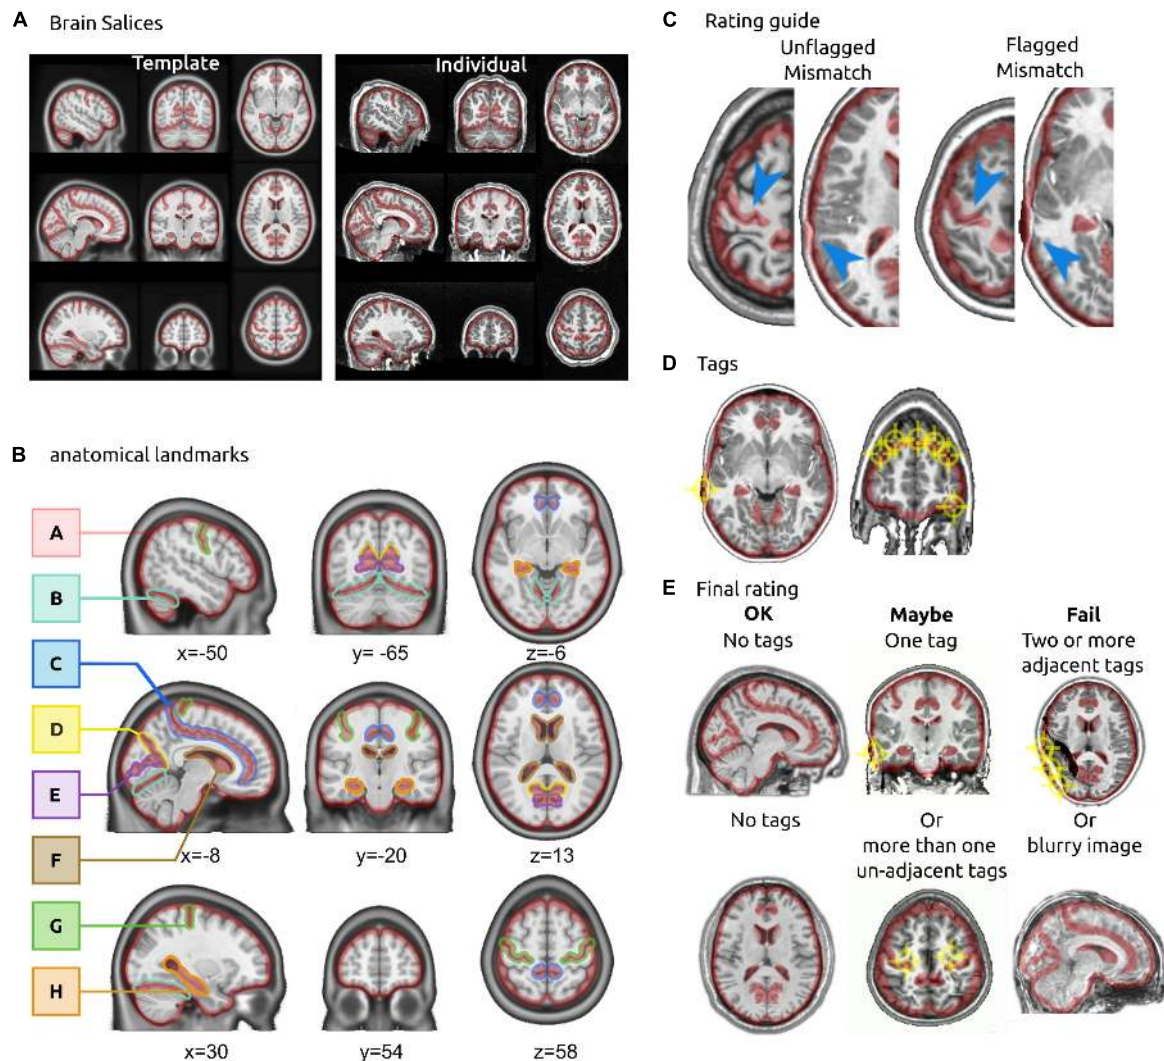 A Brain Salices
Template
Individual
B anatomical landmarks
A
B
C
D
E
F
G
H
x=-50
y= -65
z=-6
x=-8
y=-20
z=13
x=30
y=54
z=58
C Rating guide
Unflagged
Mismatch
Flagged
Mismatch
D Tags
E Final rating
OK
No tags
Maybe
One tag
Fail
Two or more
adjacent tags
No tags
Or
more than one
un-adjacent tags
Or
blurry image